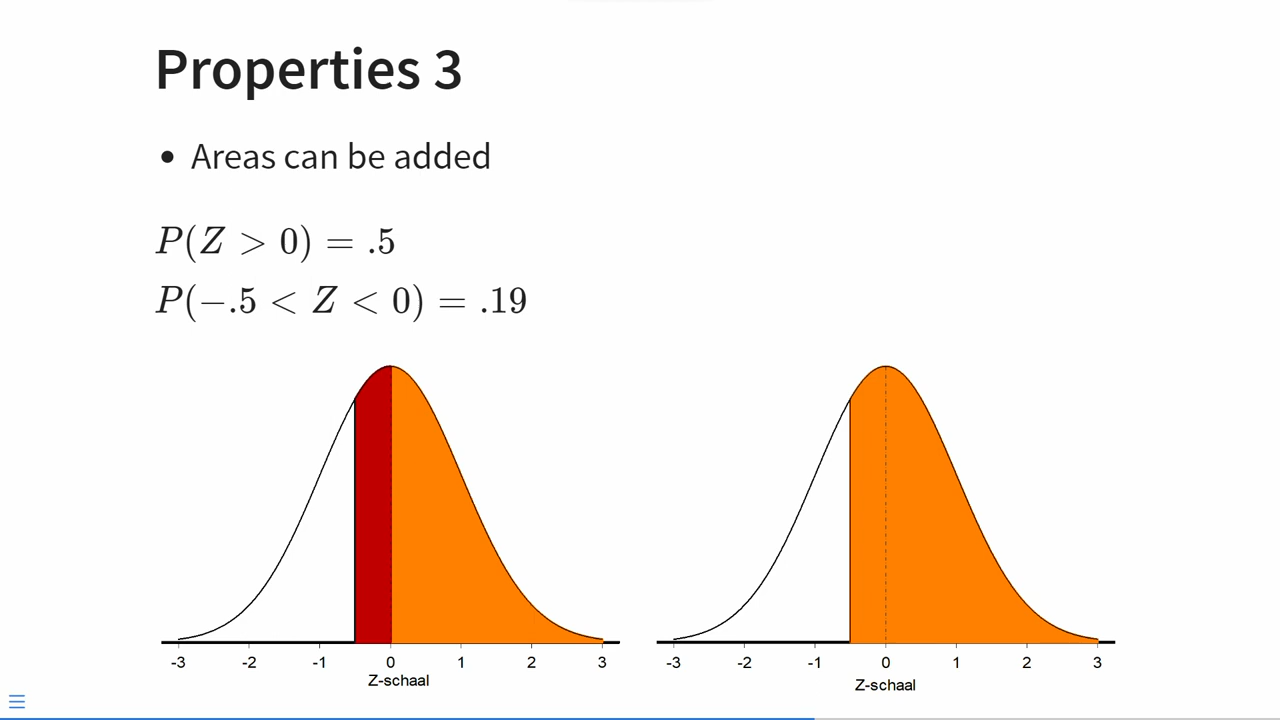 Properties 3
• Areas can be added
P(Z > 0) = .5
P(−.5 < Z < 0) = .19
-3 -2 -1 0 1 2 3
Z-schaal
-3 -2 -1 0 1 2 3
Z-schaal